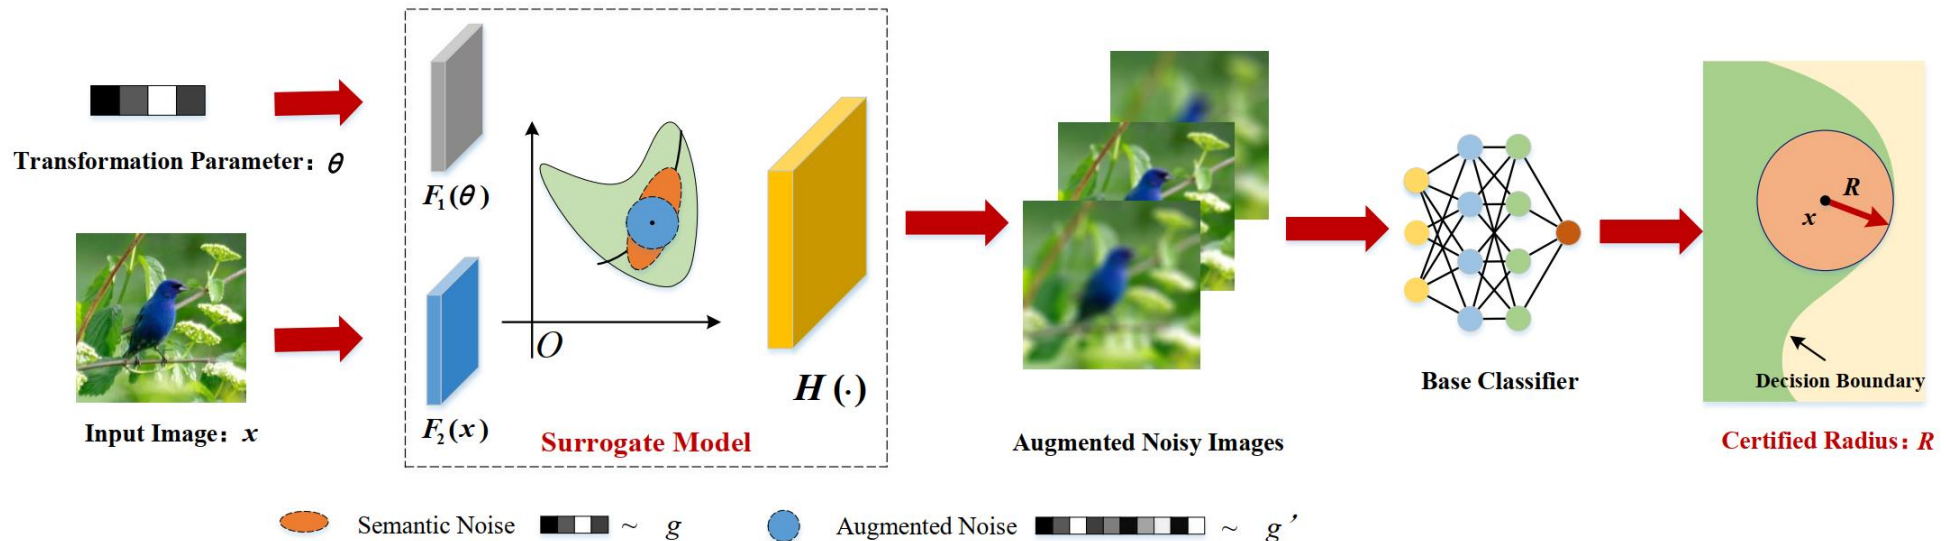 Transformation Parameter: θ
Input Image: x
F₁(θ)
F₂(x)
O
H(·)
Surrogate Model
Augmented Noisy Images
Base Classifier
R
x
Decision Boundary
Certified Radius: R
Semantic Noise ~ g
Augmented Noise ~ g′